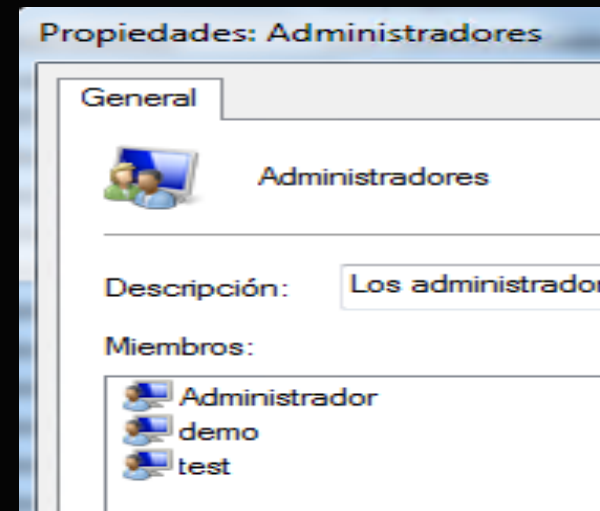 Propiedades: Administradores
General
Administradores
Descripción: Los administrador
Miembros:
Administrador
demo
test